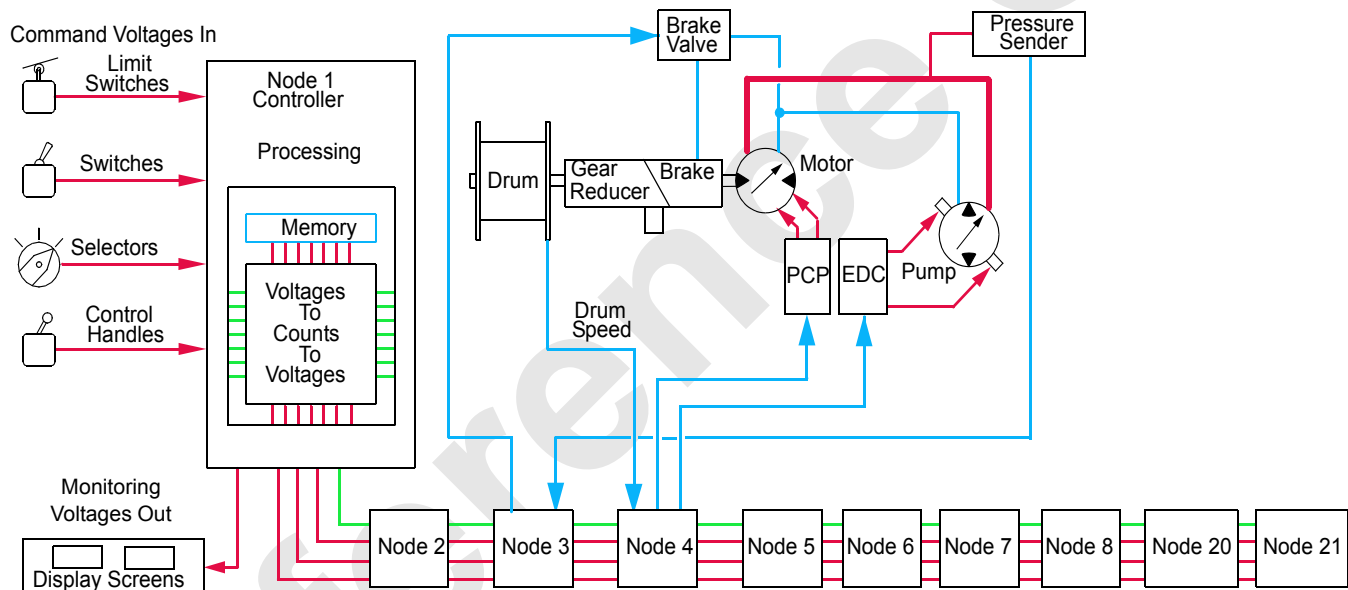 Command Voltages In
Limit
Switches
Switches
Selectors
Control
Handles
Node 1
Controller
Processing
Memory
Voltages
To
Counts
To
Voltages
Monitoring
Voltages Out
Display Screens
Brake
Valve
Pressure
Sender
Drum
Gear
Reducer
Brake
Motor
PCP
EDC
Pump
Drum
Speed
Node 2
Node 3
Node 4
Node 5
Node 6
Node 7
Node 8
Node 20
Node 21